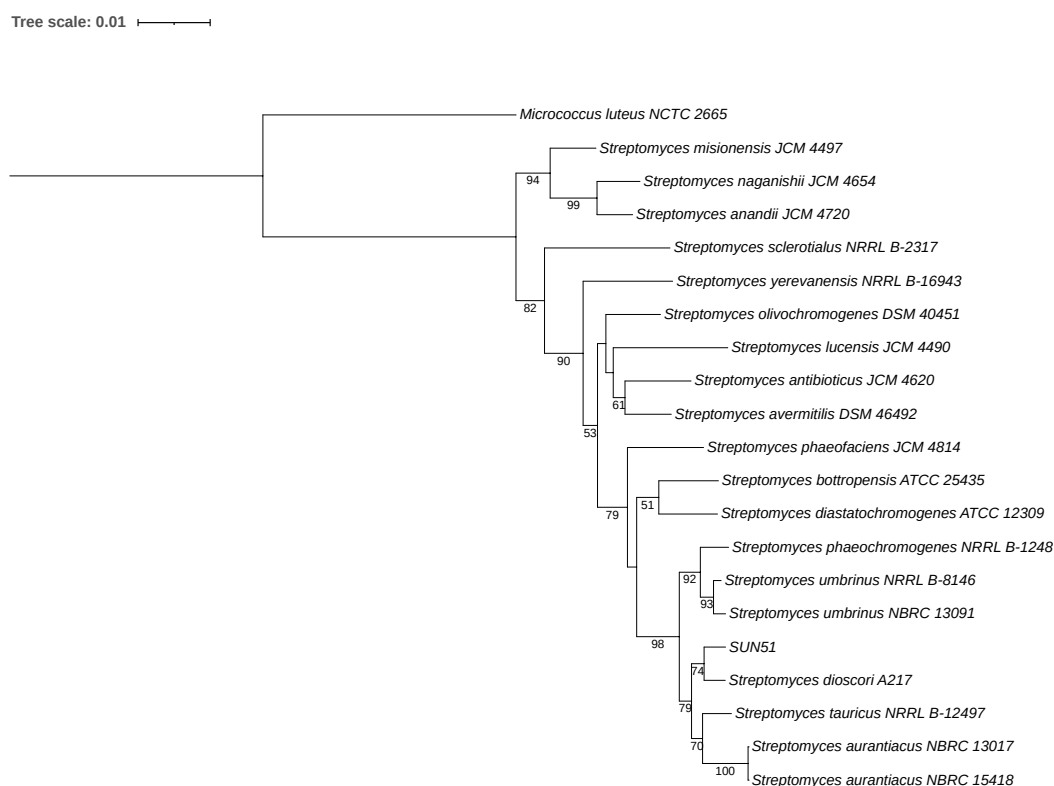 Tree scale: 0.01
Micrococcus luteus NCTC 2665
Streptomyces misionensis JCM 4497
94
Streptomyces naganishii JCM 4654
99
Streptomyces anandii JCM 4720
Streptomyces sclerotialus NRRL B-2317
Streptomyces yerevanensis NRRL B-16943
82
Streptomyces olivochromogenes DSM 40451
Streptomyces lucensis JCM 4490
90
Streptomyces antibioticus JCM 4620
61
Streptomyces avermitilis DSM 46492
53
Streptomyces phaeofaciens JCM 4814
Streptomyces bottropensis ATCC 25435
51
Streptomyces diastatochromogenes ATCC 12309
79
Streptomyces phaeochromogenes NRRL B-1248
92
Streptomyces umbrinus NRRL B-8146
93
Streptomyces umbrinus NBRC 13091
98
SUN51
74
Streptomyces dioscori A217
79
Streptomyces tauricus NRRL B-12497
70
Streptomyces aurantiacus NBRC 13017
100
Streptomyces aurantiacus NBRC 15418